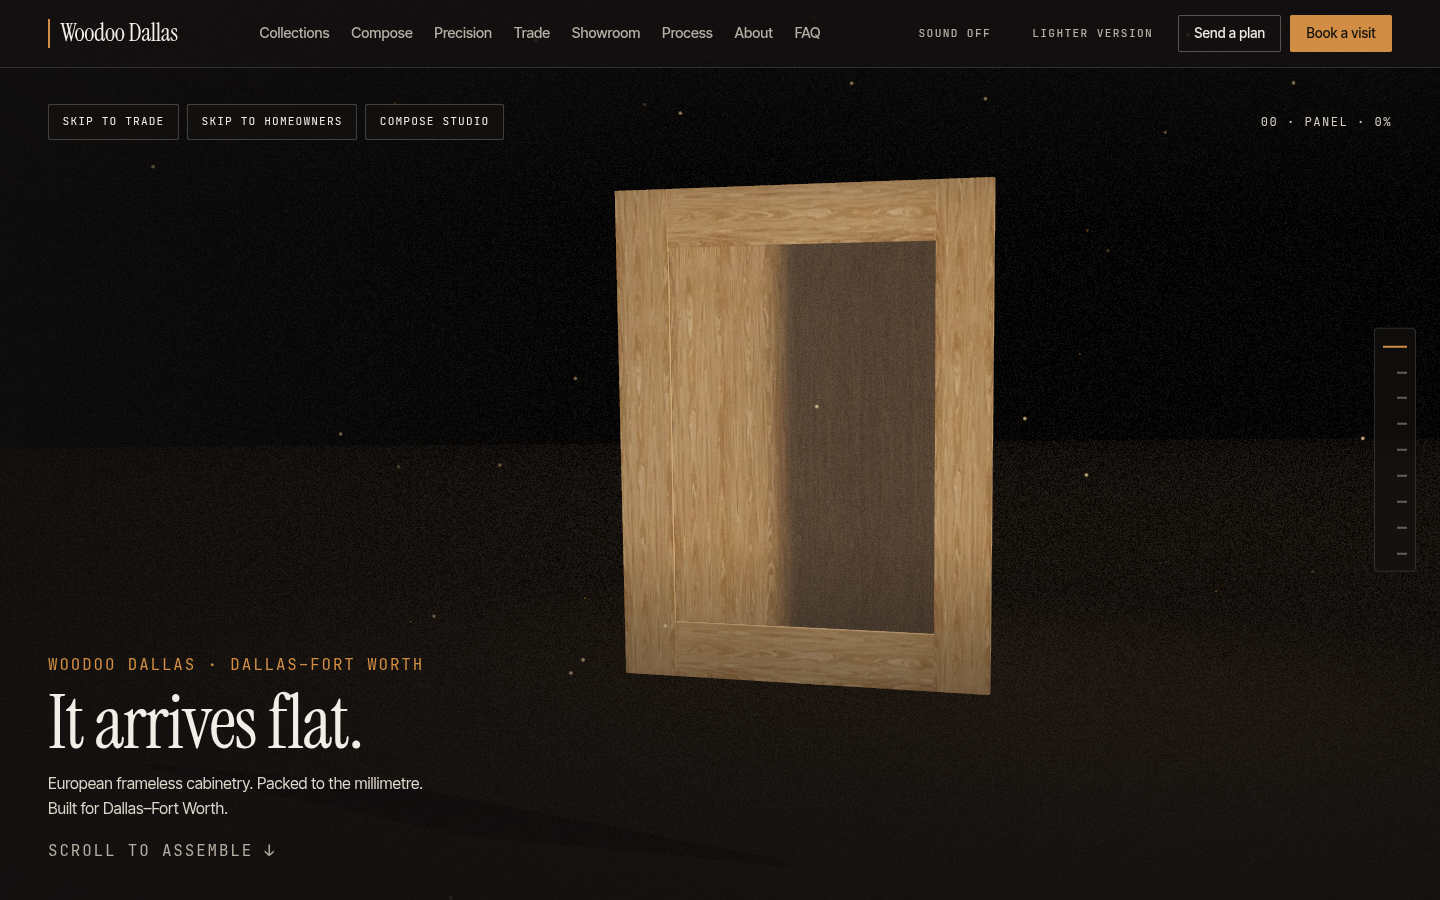 Woodoo Dallas
Collections Compose Precision Trade Showroom Process About FAQ
SOUND OFF LIGHTER VERSION
Send a plan
Book a visit
SKIP TO TRADE
SKIP TO HOMEOWNERS
COMPOSE STUDIO
00 · PANEL · 0%
WOODOO DALLAS · DALLAS–FORT WORTH
It arrives flat.
European frameless cabinetry. Packed to the millimetre.
Built for Dallas–Fort Worth.
SCROLL TO ASSEMBLE ↓